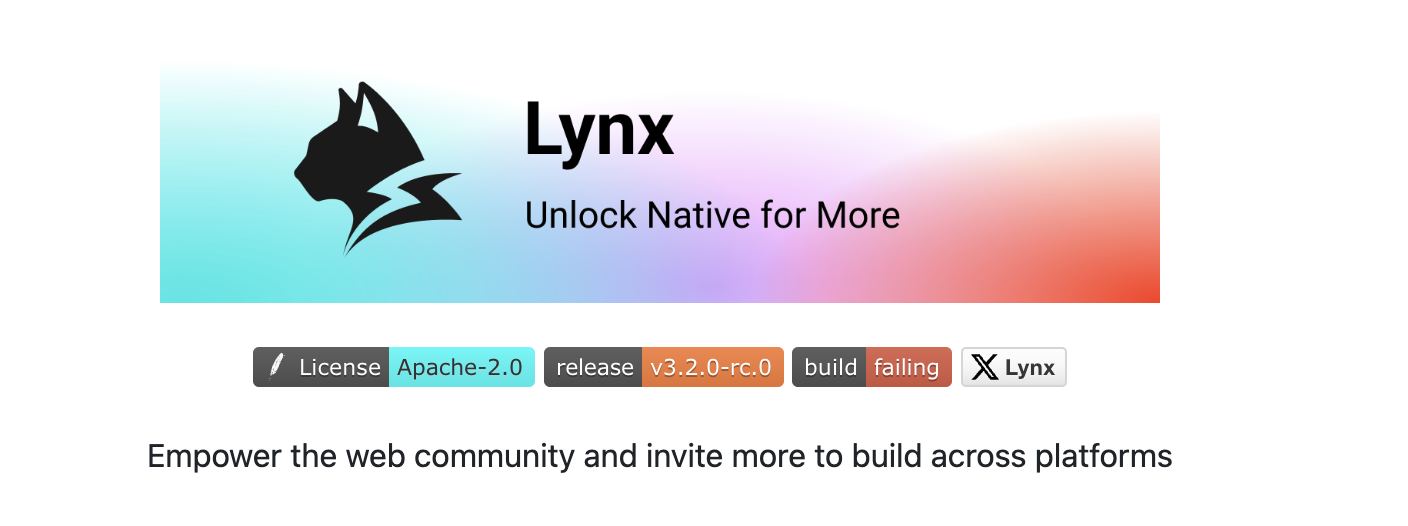 Lynx
Unlock Native for More
License Apache-2.0 release v3.2.0-rc.0 build failing X Lynx
Empower the web community and invite more to build across platforms